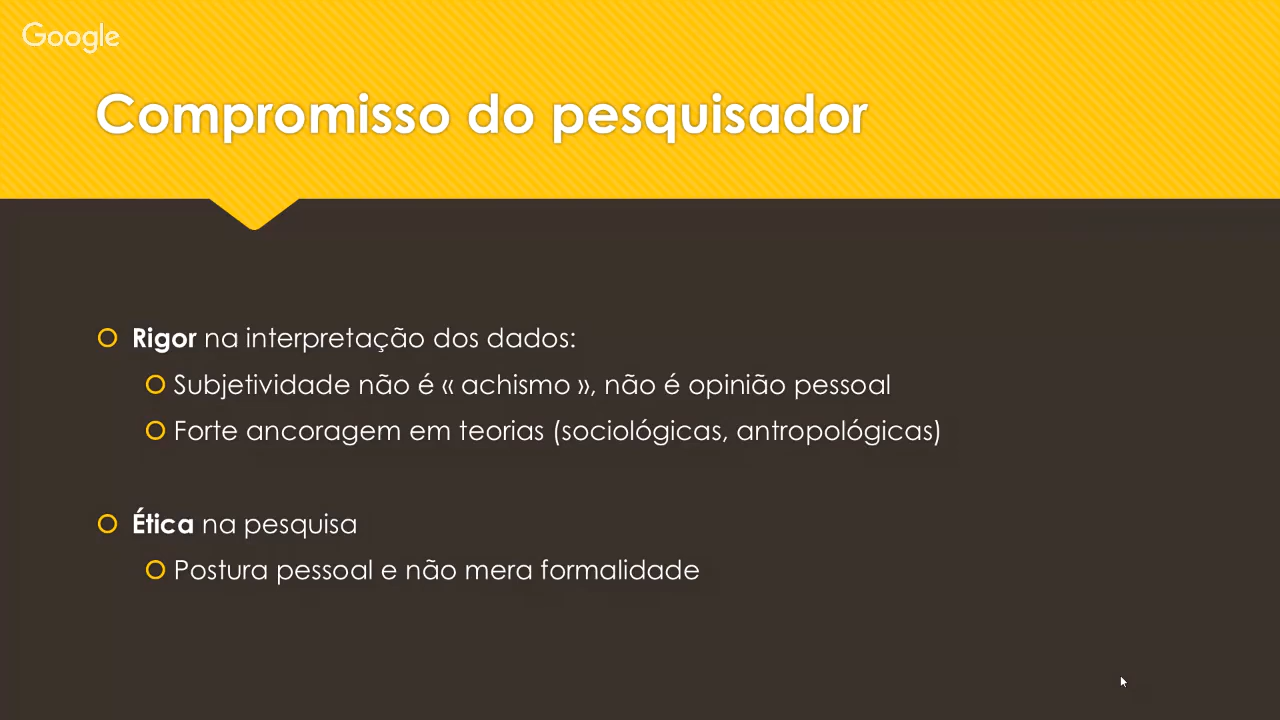 Google
Compromisso do pesquisador
Rigor na interpretação dos dados:
Subjetividade não é « achismo », não é opinião pessoal
Forte ancoragem em teorias (sociológicas, antropológicas)
Ética na pesquisa
Postura pessoal e não mera formalidade